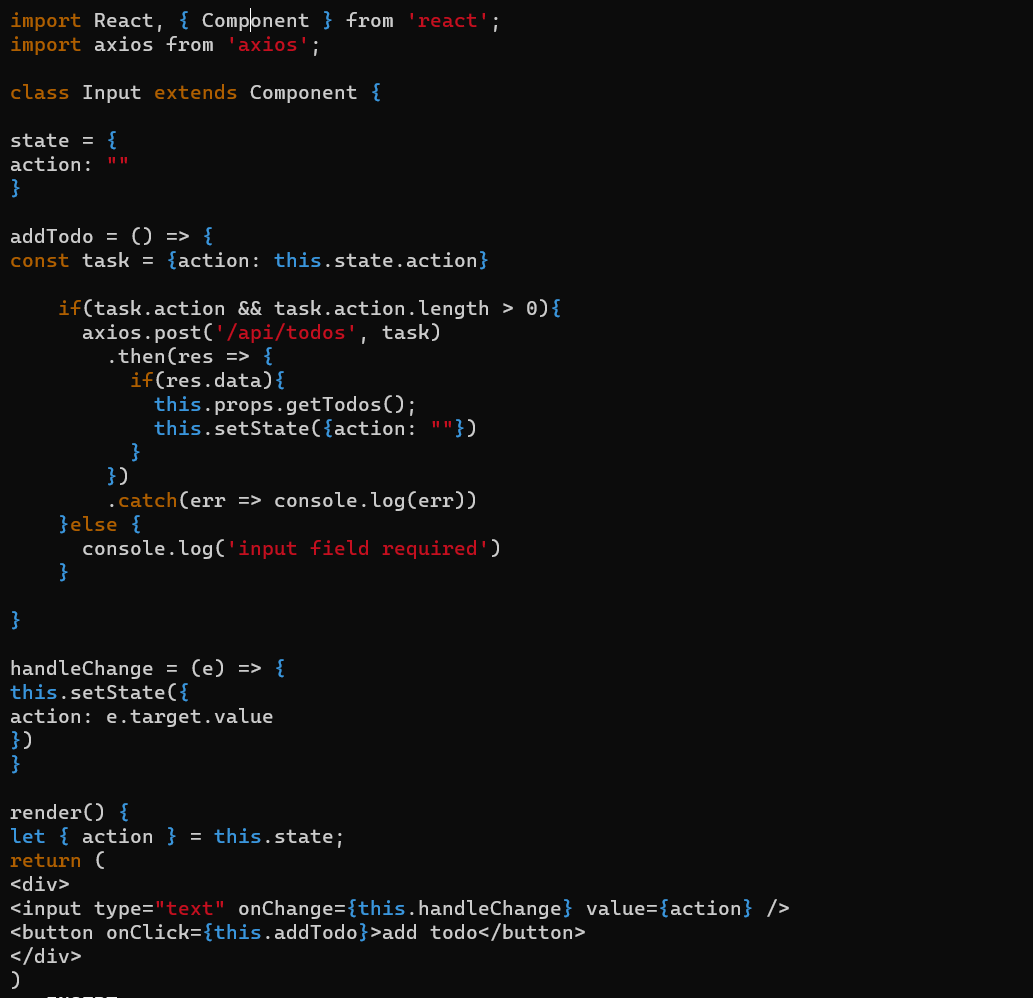 import React, { Component } from 'react';
import axios from 'axios';

class Input extends Component {

state = {
action: ""
}

addTodo = () => {
const task = {action: this.state.action}

    if(task.action && task.action.length > 0){
      axios.post('/api/todos', task)
        .then(res => {
          if(res.data){
            this.props.getTodos();
            this.setState({action: ""})
          }
        })
        .catch(err => console.log(err))
    }else {
      console.log('input field required')
    }

}

handleChange = (e) => {
this.setState({
action: e.target.value
})
}

render() {
let { action } = this.state;
return (
<div>
<input type="text" onChange={this.handleChange} value={action} />
<button onClick={this.addTodo}>add todo</button>
</div>
)